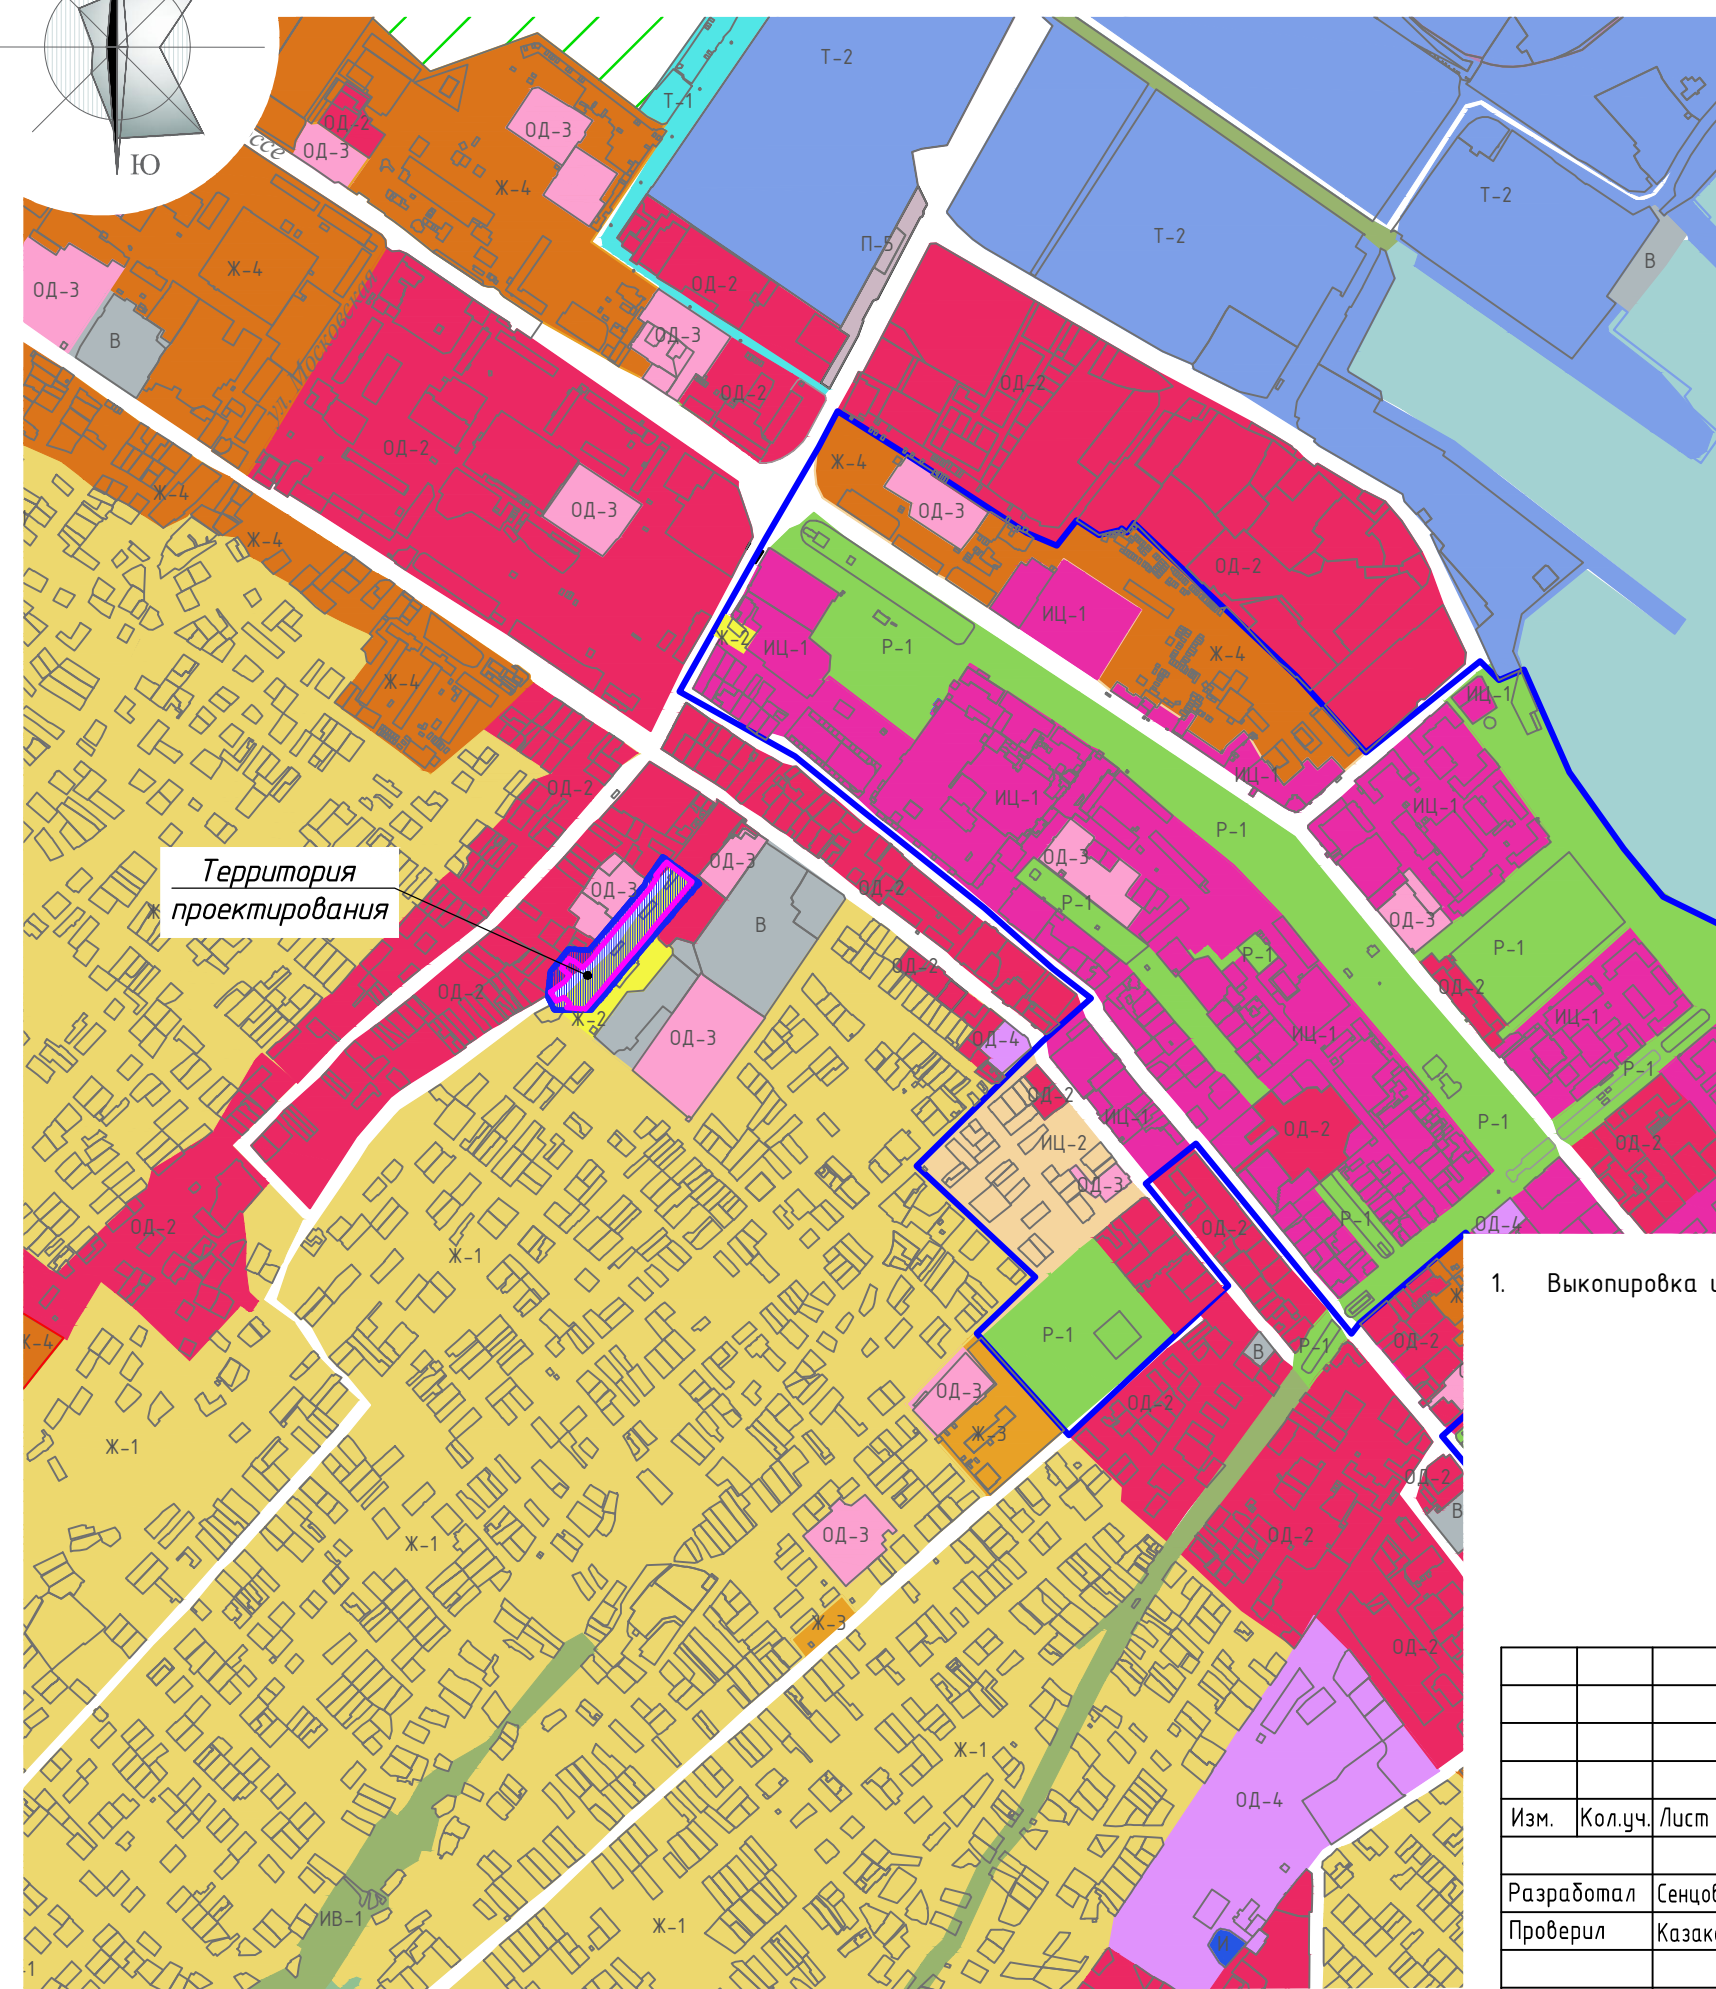 Ю
ссе
Т-2
Т-1
ОД-2
ОД-3
ОД-3
Ж-4
Т-2
Т-2
П-5
В
Ж-4
ОД-3
ОД-2
В
ОД-3
ул. Московская
ОД-2
ОД-2
ОД-2
Ж-4
ОД-3
Ж-4
ОД-3
Ж-4
ОД-2
ИЦ-1
Ж-2
ИЦ-1
Р-1
Ж-4
Ж-4
ИЦ-1
ОД-2
ИЦ-1
ИЦ-1
ИЦ-1
Р-1
Территория
проектирования
ОД-3
ОД-3
ОД-3
ОД-2
Р-1
В
ОД-3
Р-1
Р-1
ОД-2
ОД-2
ОД-2
Ж-2
ИЦ-1
ИЦ-1
ОД-3
ОД-4
Р-1
ОД-2
ИЦ-1
Р-1
ОД-2
ИЦ-2
ОД-2
ОД-3
ОД-2
Ж-1
ОД-2
Р-1
ОД-4
1. Выкопировка
Р-1
Р-1
ОД-2
В
ОД-3
ОД-2
Ж-3
Ж-1
ОД-2
В
Ж-1
ОД-3
ОД-2
Ж-3
ОД-2
Ж-1
ОД-4
Изм. Кол.уч. Лист
Разработал
Проверил
ИВ-1
Ж-1
И